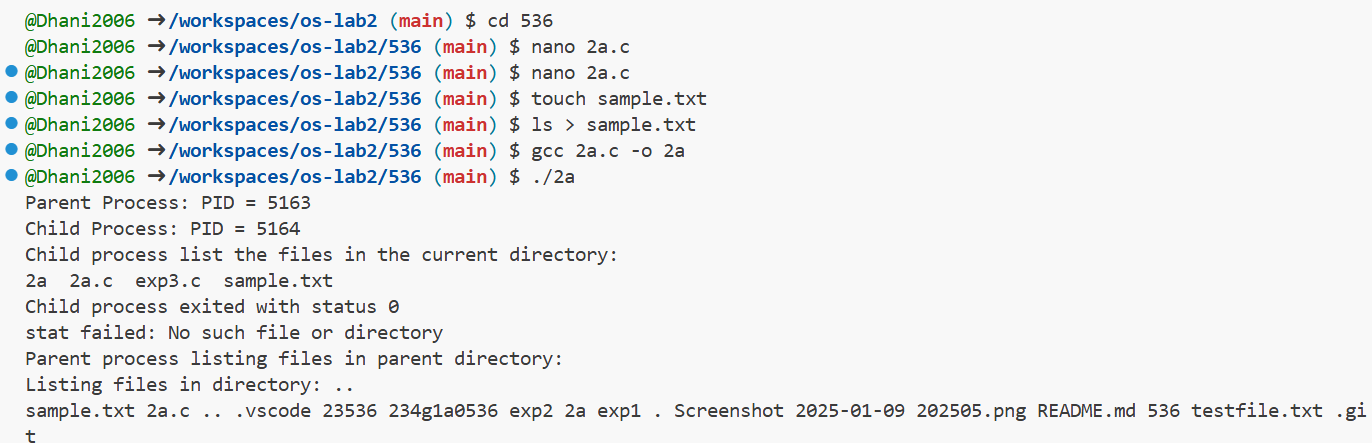 @Dhani2006 ➜/workspaces/os-lab2 (main) $ cd 536
@Dhani2006 ➜/workspaces/os-lab2/536 (main) $ nano 2a.c
@Dhani2006 ➜/workspaces/os-lab2/536 (main) $ nano 2a.c
@Dhani2006 ➜/workspaces/os-lab2/536 (main) $ touch sample.txt
@Dhani2006 ➜/workspaces/os-lab2/536 (main) $ ls > sample.txt
@Dhani2006 ➜/workspaces/os-lab2/536 (main) $ gcc 2a.c -o 2a
@Dhani2006 ➜/workspaces/os-lab2/536 (main) $ ./2a
Parent Process: PID = 5163
Child Process: PID = 5164
Child process list the files in the current directory:
2a  2a.c  exp3.c  sample.txt
Child process exited with status 0
stat failed: No such file or directory
Parent process listing files in parent directory:
Listing files in directory: ..
sample.txt 2a.c .. .vscode 23536 234g1a0536 exp2 2a exp1 . Screenshot 2025-01-09 202505.png README.md 536 testfile.txt .gi
t